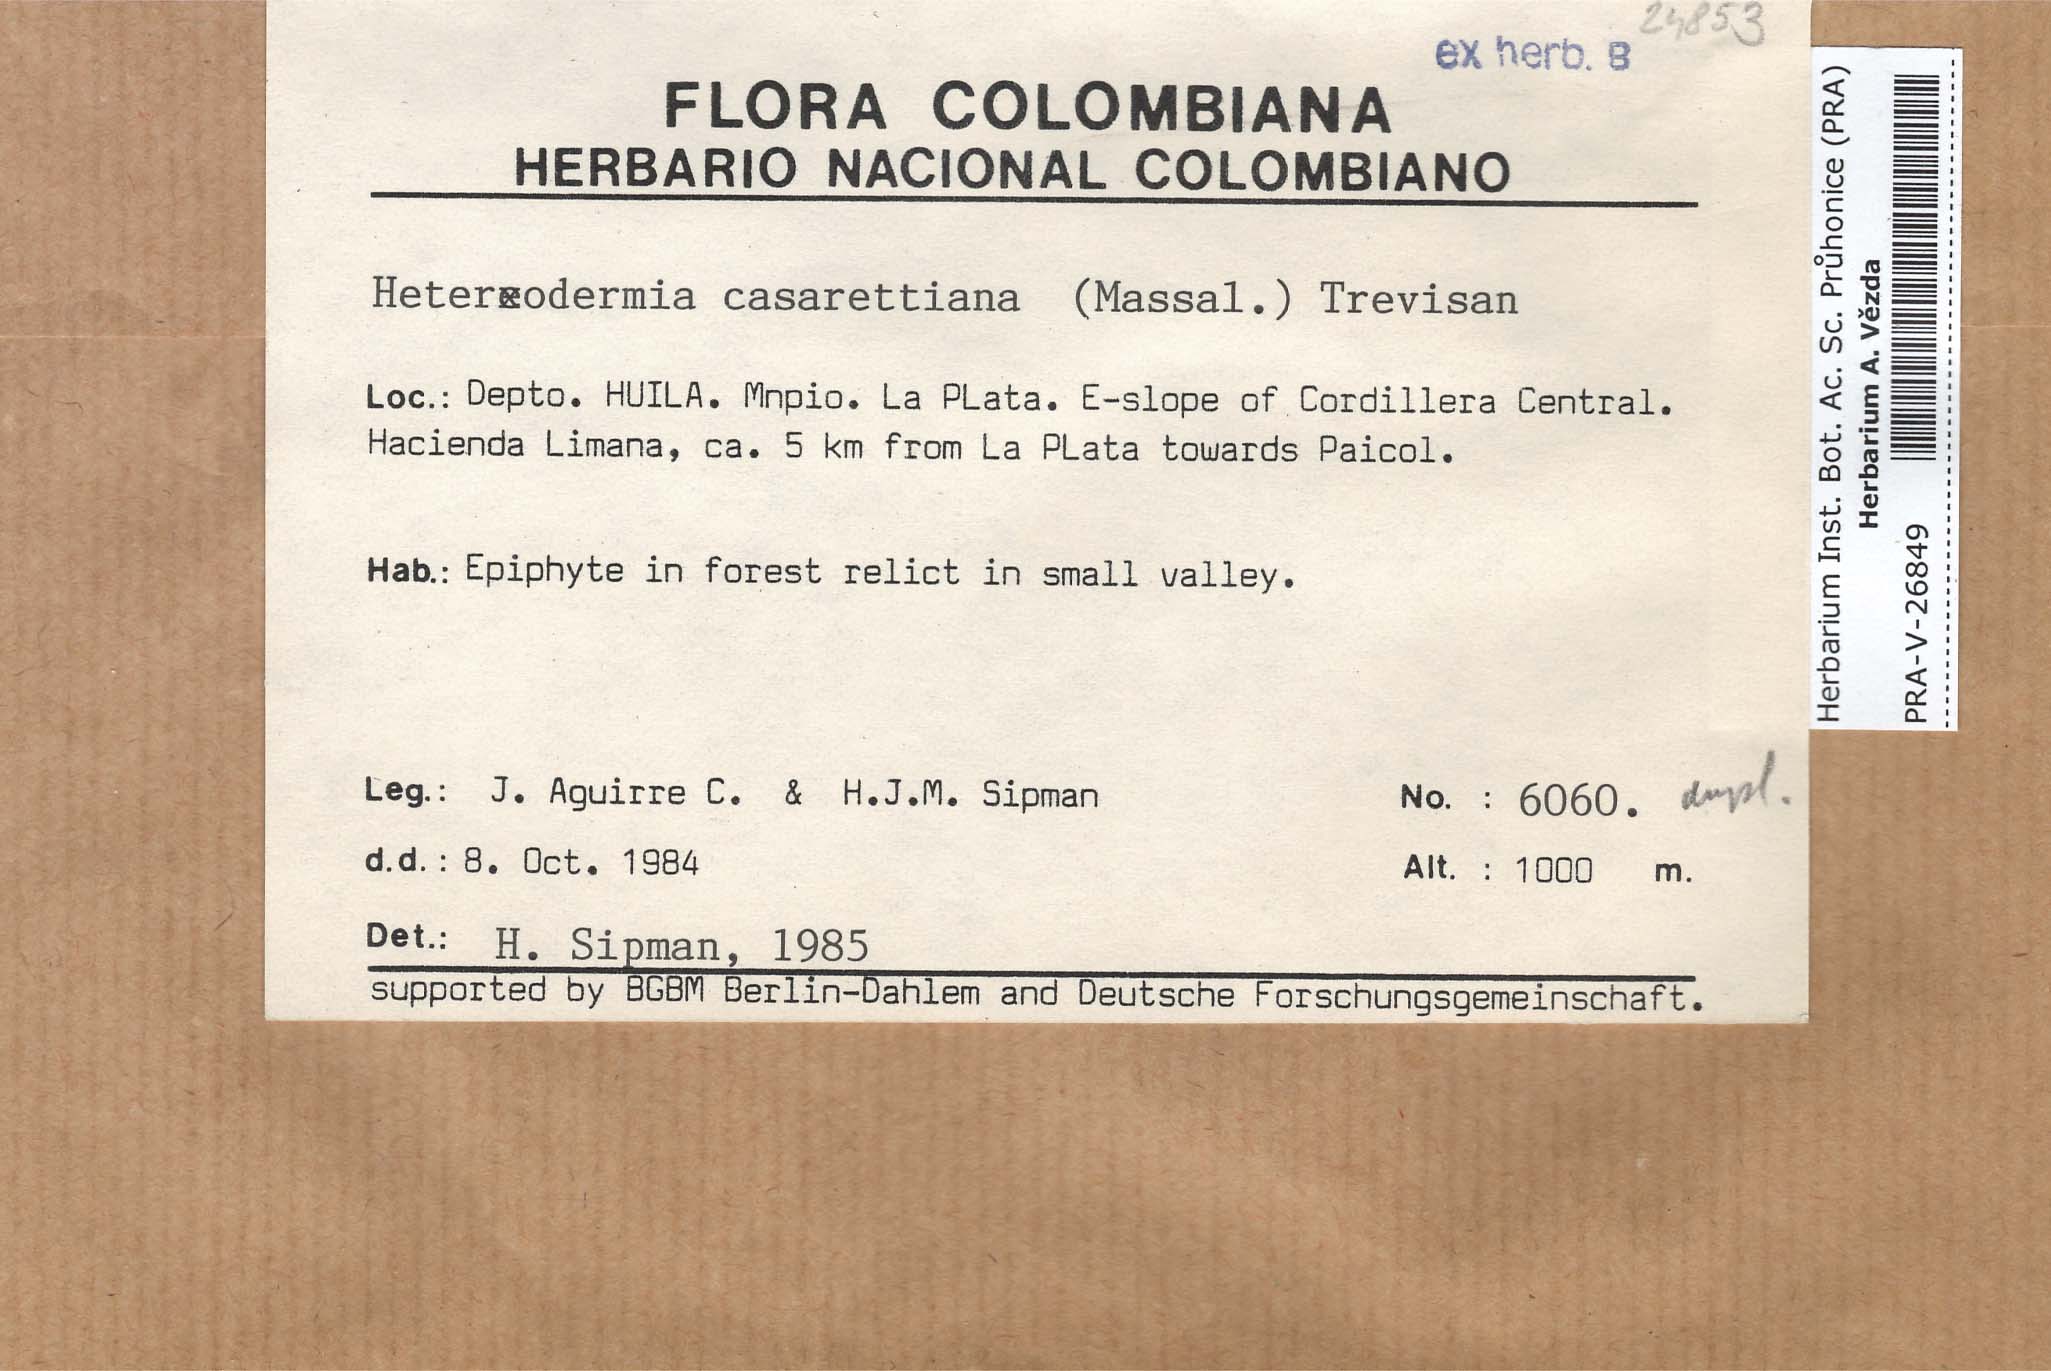 24853
ex herb. B
FLORA COLOMBIANA
HERBARIO NACIONAL COLOMBIANO
Heterodermia casarettiana (Massal.) Trevisan
Loc.: Depto. HUILA. Mnpio. La PLata. E-slope of Cordillera Central.
Hacienda Limana, ca. 5 km from La PLata towards Paicol.
Hab.: Epiphyte in forest relict in small valley.
Leg.: J. Aguirre C. & H.J.M. Sipman No. : 6060. dupl.
d.d. : 8. Oct. 1984 Alt. : 1000 m.
Det.: H. Sipman, 1985
supported by BGBM Berlin-Dahlem and Deutsche Forschungsgemeinschaft.
Herbarium Inst. Bot. Ac. Sc. Průhonice (PRA)
Herbarium A. Vězda
PRA-V-26849